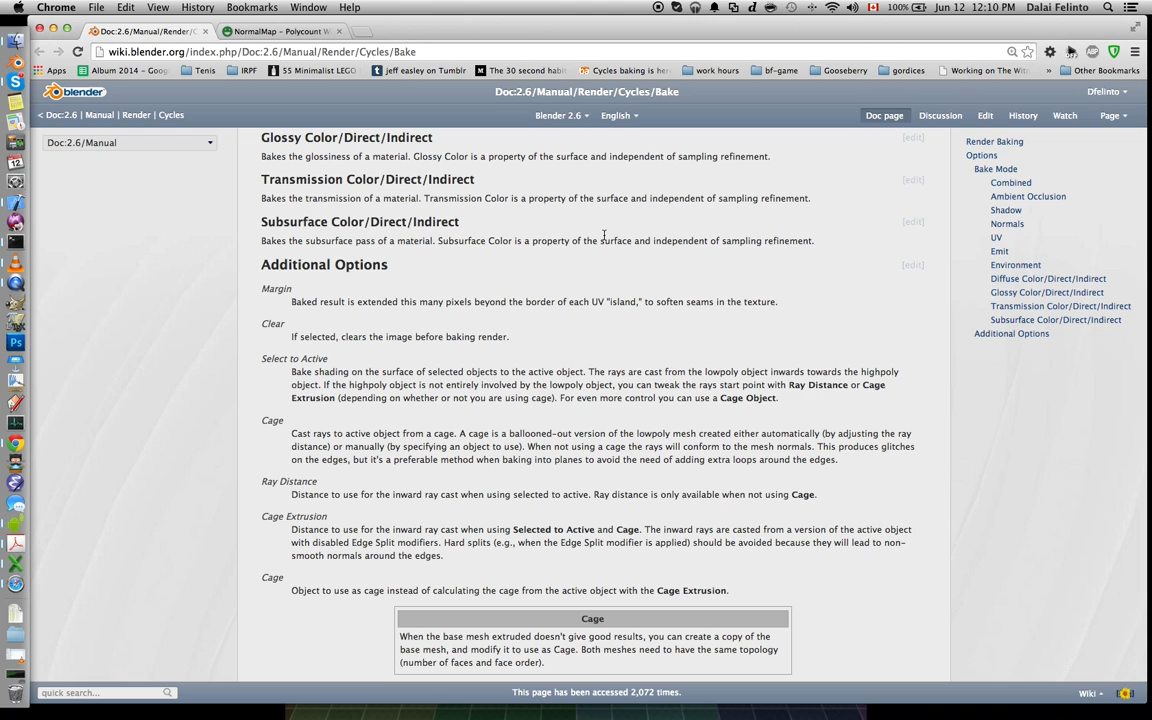 Chrome File Edit View History Bookmarks Window Help 100% Jun 12 12:10 PM Dalai Felinto
Doc:2.6/Manual/Render/C NormalMap - Polycount W
wiki.blender.org/index.php/Doc:2.6/Manual/Render/Cycles/Bake
Apps Album 2014 - Goog Tenis IRPF 55 Minimalist LEGO jeff easley on Tumblr The 30 second habit Cycles baking is here work hours bf-game Gooseberry gordices Working on The Wit » Other Bookmarks
blender Doc:2.6/Manual/Render/Cycles/Bake Dfelinto
< Doc:2.6 | Manual | Render | Cycles Blender 2.6 English Doc page Discussion Edit History Watch Page
Doc:2.6/Manual
Glossy Color/Direct/Indirect [edit]
Bakes the glossiness of a material. Glossy Color is a property of the surface and independent of sampling refinement.
Transmission Color/Direct/Indirect [edit]
Bakes the transmission of a material. Transmission Color is a property of the surface and independent of sampling refinement.
Subsurface Color/Direct/Indirect [edit]
Bakes the subsurface pass of a material. Subsurface Color is a property of the surface and independent of sampling refinement.
Additional Options [edit]
Margin
Baked result is extended this many pixels beyond the border of each UV "island," to soften seams in the texture.
Clear
If selected, clears the image before baking render.
Select to Active
Bake shading on the surface of selected objects to the active object. The rays are cast from the lowpoly object inwards towards the highpoly
object. If the highpoly object is not entirely involved by the lowpoly object, you can tweak the rays start point with Ray Distance or Cage
Extrusion (depending on whether or not you are using cage). For even more control you can use a Cage Object.
Cage
Cast rays to active object from a cage. A cage is a ballooned-out version of the lowpoly mesh created either automatically (by adjusting the ray
distance) or manually (by specifying an object to use). When not using a cage the rays will conform to the mesh normals. This produces glitches
on the edges, but it's a preferable method when baking into planes to avoid the need of adding extra loops around the edges.
Ray Distance
Distance to use for the inward ray cast when using selected to active. Ray distance is only available when not using Cage.
Cage Extrusion
Distance to use for the inward ray cast when using Selected to Active and Cage. The inward rays are casted from a version of the active object
with disabled Edge Split modifiers. Hard splits (e.g., when the Edge Split modifier is applied) should be avoided because they will lead to non-
smooth normals around the edges.
Cage
Object to use as cage instead of calculating the cage from the active object with the Cage Extrusion.
Cage
When the base mesh extruded doesn't give good results, you can create a copy of the
base mesh, and modify it to use as Cage. Both meshes need to have the same topology
(number of faces and face order).
Render Baking
Options
Bake Mode
Combined
Ambient Occlusion
Shadow
Normals
UV
Emit
Environment
Diffuse Color/Direct/Indirect
Glossy Color/Direct/Indirect
Transmission Color/Direct/Indirect
Subsurface Color/Direct/Indirect
Additional Options
quick search... This page has been accessed 2,072 times. Wiki